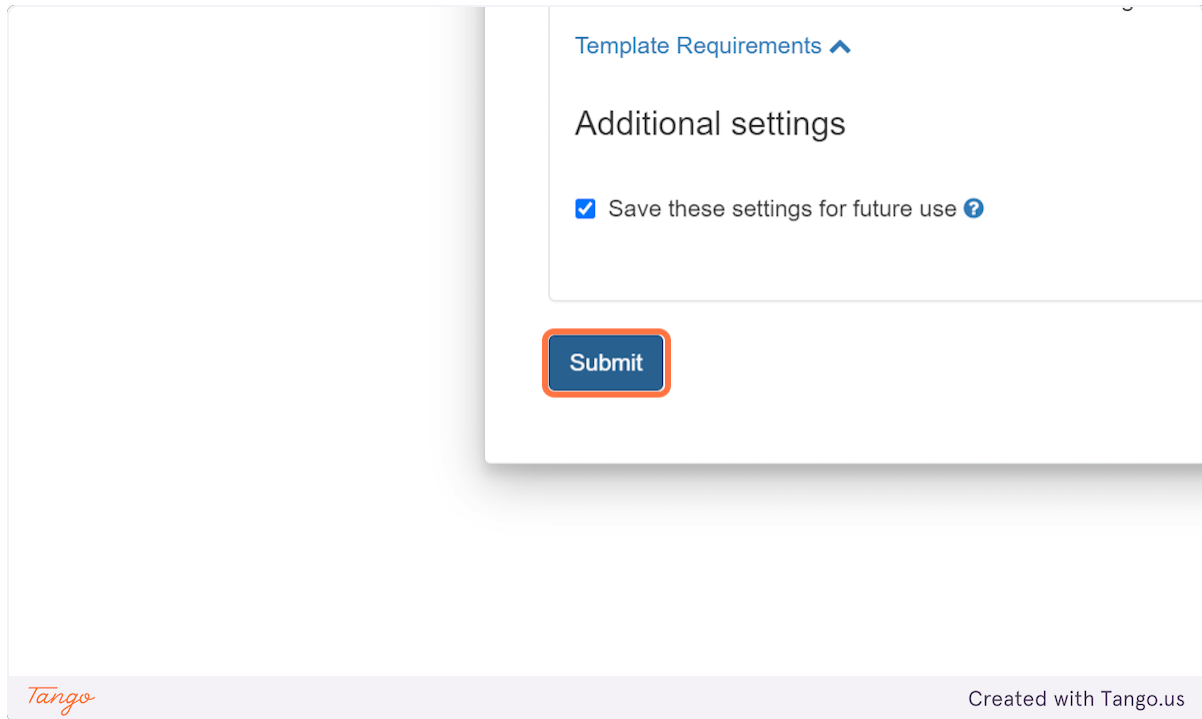 Template Requirements
Additional settings
Save these settings for future use
Submit
Tango
Created with Tango.us